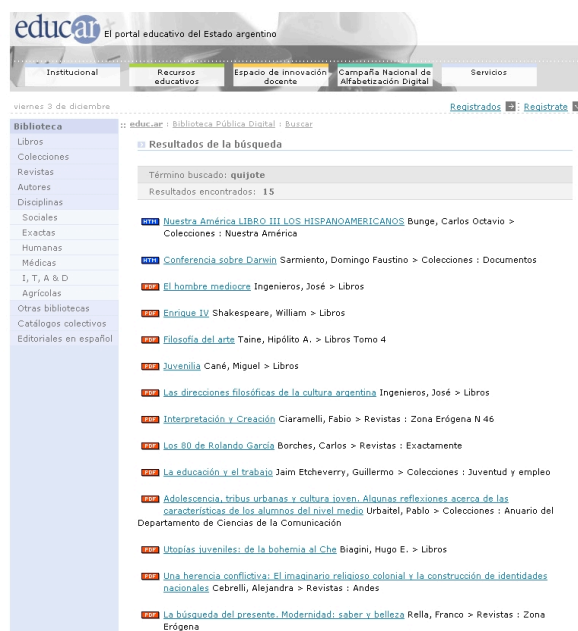 educ.ar El portal educativo del Estado argentino
Institucional
Recursos
educativos
Espacio de innovación
docente
Campaña Nacional de
Alfabetización Digital
Servicios
viernes 3 de diciembre
Registrados : Registrate
Biblioteca
Libros
Colecciones
Revistas
Autores
Disciplinas
Sociales
Exactas
Humanas
Médicas
I, T, A & D
Agrícolas
Otras bibliotecas
Catálogos colectivos
Editoriales en español
:: educ.ar : Biblioteca Pública Digital : Buscar
Resultados de la búsqueda
Término buscado: quijote
Resultados encontrados: 15
HTM Nuestra América LIBRO III LOS HISPANOAMERICANOS Bunge, Carlos Octavio >
Colecciones : Nuestra América
HTM Conferencia sobre Darwin Sarmiento, Domingo Faustino > Colecciones : Documentos
PDF El hombre mediocre Ingenieros, José > Libros
PDF Enrique IV Shakespeare, William > Libros
PDF Filosofía del arte Taine, Hipólito A. > Libros Tomo 4
PDF Juvenilia Cané, Miguel > Libros
PDF Las direcciones filosóficas de la cultura argentina Ingenieros, José > Libros
PDF Interpretación y Creación Ciaramelli, Fabio > Revistas : Zona Erógena N 46
PDF Los 80 de Rolando García Borches, Carlos > Revistas : Exactamente
PDF La educación y el trabajo Jaim Etcheverry, Guillermo > Colecciones : Juventud y empleo
PDF Adolescencia, tribus urbanas y cultura joven. Algunas reflexiones acerca de las
características de los alumnos del nivel medio Urbaitel, Pablo > Colecciones : Anuario del
Departamento de Ciencias de la Comunicación
PDF Utopías juveniles: de la bohemia al Che Biagini, Hugo E. > Libros
PDF Una herencia conflictiva: El imaginario religioso colonial y la construcción de identidades
nacionales Cebrelli, Alejandra > Revistas : Andes
PDF La búsqueda del presente. Modernidad: saber y belleza Rella, Franco > Revistas : Zona
Erógena